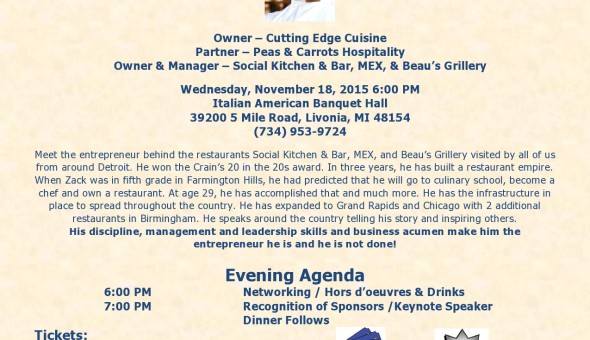 Owner – Cutting Edge Cuisine
Partner – Peas & Carrots Hospitality
Owner & Manager – Social Kitchen & Bar, MEX, & Beau’s Grillery
Wednesday, November 18, 2015 6:00 PM
Italian American Banquet Hall
39200 5 Mile Road, Livonia, MI 48154
(734) 953-9724
Meet the entrepreneur behind the restaurants Social Kitchen & Bar, MEX, and Beau’s Grillery visited by all of us
from around Detroit. He won the Crain’s 20 in the 20s award. In three years, he has built a restaurant empire.
When Zack was in fifth grade in Farmington Hills, he had predicted that he will go to culinary school, become a
chef and own a restaurant. At age 29, he has accomplished that and much more. He has the infrastructure in
place to spread throughout the country. He has expanded to Grand Rapids and Chicago with 2 additional
restaurants in Birmingham. He speaks around the country telling his story and inspiring others.
His discipline, management and leadership skills and business acumen make him the
entrepreneur he is and he is not done!
Evening Agenda
6:00 PM Networking / Hors d’oeuvres & Drinks
7:00 PM Recognition of Sponsors /Keynote Speaker
Dinner Follows
Tickets: